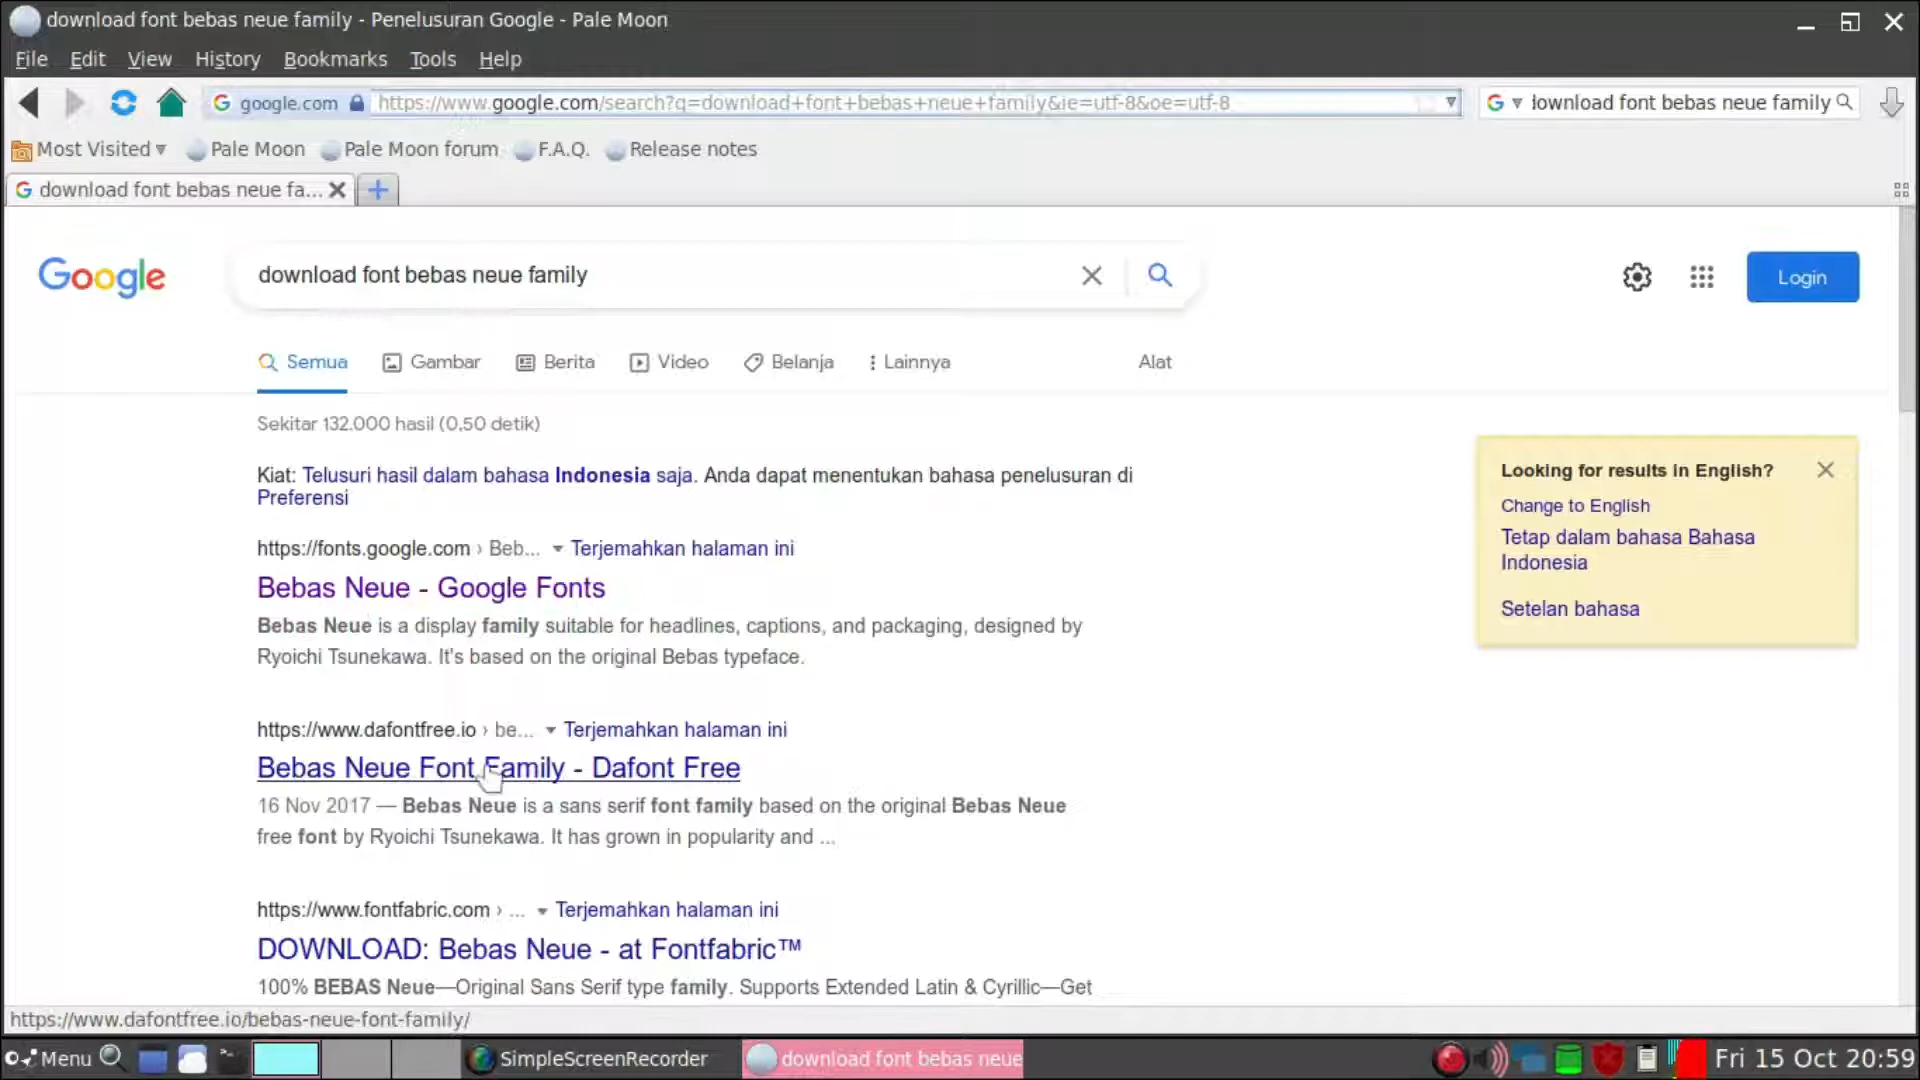 download font bebas neue family - Penelusuran Google - Pale Moon
File Edit View History Bookmarks Tools Help
google.com https://www.google.com/search?q=download+font+bebas+neue+family&ie=utf-8&oe=utf-8
download font bebas neue family
Most Visited Pale Moon Pale Moon forum F.A.Q. Release notes
download font bebas neue fa...
Google
download font bebas neue family
Login
Semua Gambar Berita Video Belanja Lainnya Alat
Sekitar 132.000 hasil (0,50 detik)
Kiat: Telusuri hasil dalam bahasa Indonesia saja. Anda dapat menentukan bahasa penelusuran di
Preferensi
https://fonts.google.com › Beb... Terjemahkan halaman ini
Bebas Neue - Google Fonts
Bebas Neue is a display family suitable for headlines, captions, and packaging, designed by
Ryoichi Tsunekawa. It's based on the original Bebas typeface.
https://www.dafontfree.io › be... Terjemahkan halaman ini
Bebas Neue Font Family - Dafont Free
16 Nov 2017 — Bebas Neue is a sans serif font family based on the original Bebas Neue
free font by Ryoichi Tsunekawa. It has grown in popularity and ...
https://www.fontfabric.com › ... Terjemahkan halaman ini
DOWNLOAD: Bebas Neue - at Fontfabric™
100% BEBAS Neue—Original Sans Serif type family. Supports Extended Latin & Cyrillic—Get
Looking for results in English?
Change to English
Tetap dalam bahasa Bahasa
Indonesia
Setelan bahasa
https://www.dafontfree.io/bebas-neue-font-family/
Menu SimpleScreenRecorder download font bebas neue Fri 15 Oct 20:59